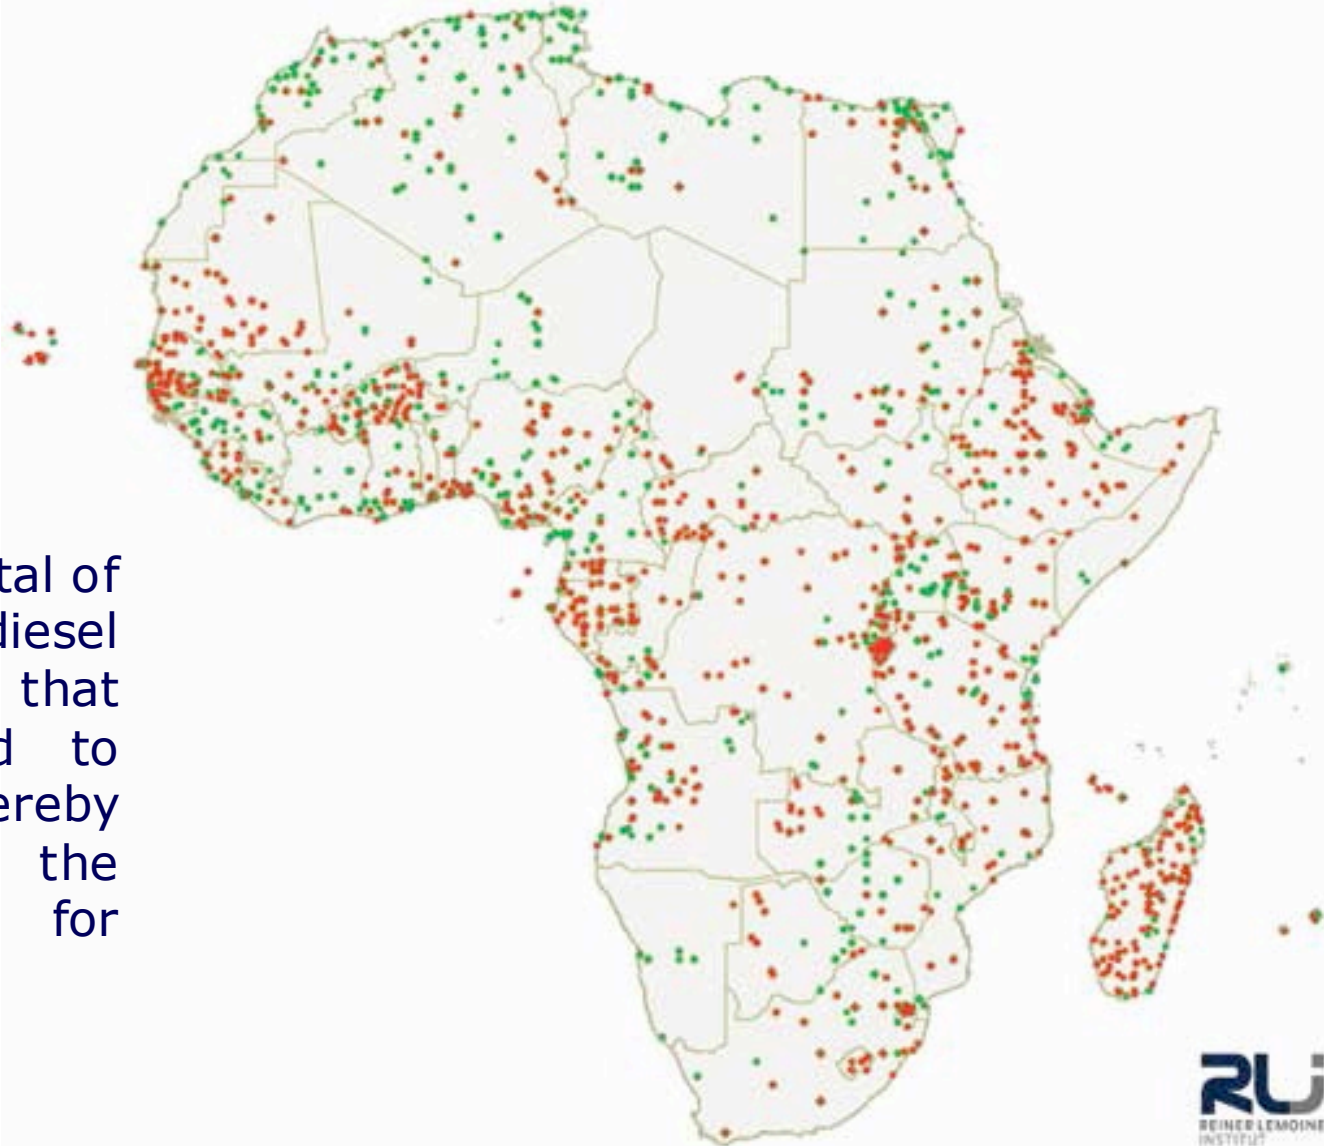 tal of
diesel
that
d to
ereby
the
for
RLI
REINER LEMOINE
INSTITUT